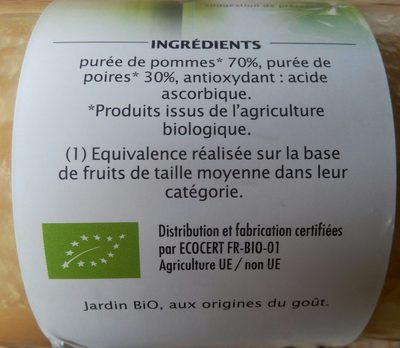 suggestion de
INGRÉDIENTS
purée de pommes* 70%, purée de
poires* 30%, antioxydant : acide
ascorbique.
*Produits issus de l'agriculture
biologique.
(1) Equivalence réalisée sur la base
de fruits de taille moyenne dans leur
catégorie.
Distribution et fabrication certifiées
par ECOCERT FR-BIO-01
Agriculture UE / non UE
Jardin BiO, aux origines du goût.